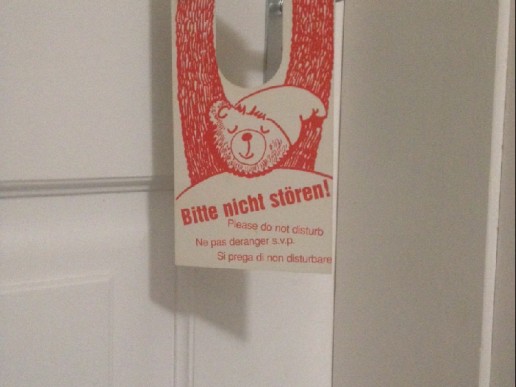 Bitte nicht stören!
Please do not disturb
Ne pas deranger s.v.p.
Si prega di non disturbare